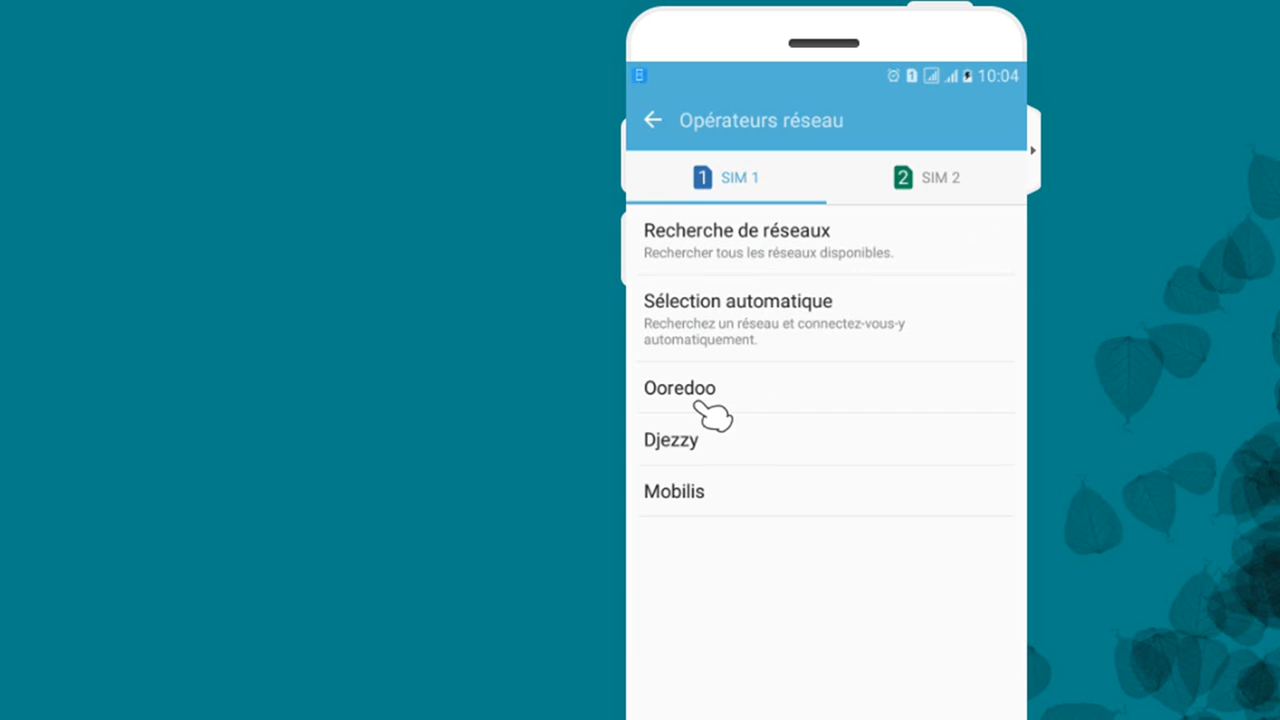 10:04
Opérateurs réseau
1 SIM 1
2 SIM 2
Recherche de réseaux
Rechercher tous les réseaux disponibles.
Sélection automatique
Recherchez un réseau et connectez-vous-y
automatiquement.
Ooredoo
Djezzy
Mobilis